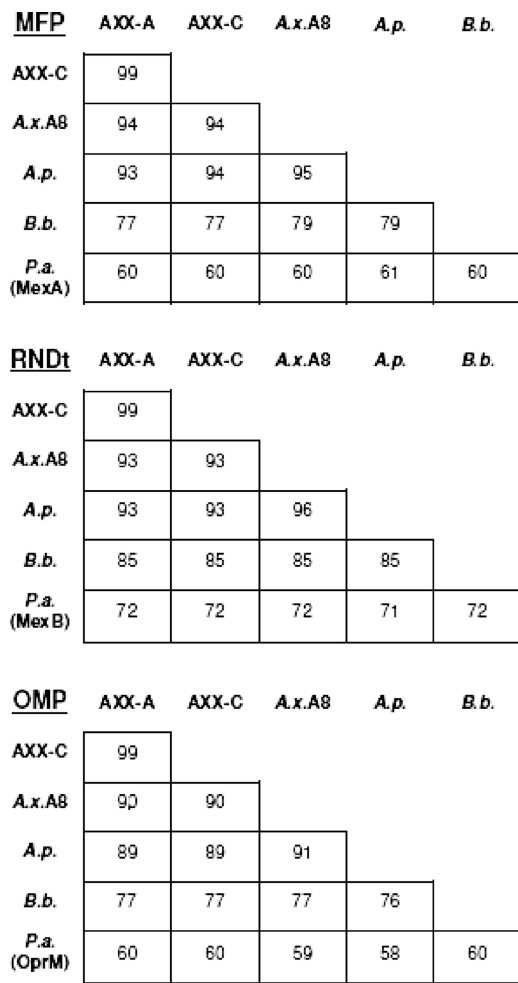 MFP AXX-A AXX-C A.x.A8 A.p. B.b.
AXX-C 99
A.x.A8 94 94
A.p. 93 94 95
B.b. 77 77 79 79
P.a. (MexA) 60 60 60 61 60
RNDt AXX-A AXX-C A.x.A8 A.p. B.b.
AXX-C 99
A.x.A8 93 93
A.p. 93 93 96
B.b. 85 85 85 85
P.a. (MexB) 72 72 72 71 72
OMP AXX-A AXX-C A.x.A8 A.p. B.b.
AXX-C 99
A.x.A8 90 90
A.p. 89 89 91
B.b. 77 77 77 76
P.a. (OprM) 60 60 59 58 60